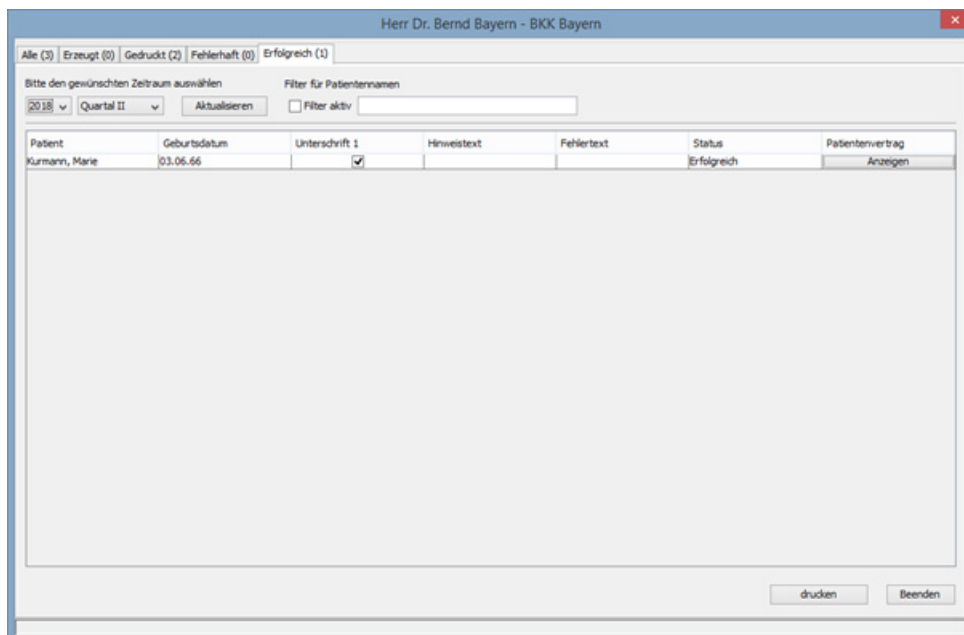 Herr Dr. Bernd Bayern - BKK Bayern
Alle (3) Erzeugt (0) Gedruckt (2) Fehlerhaft (0) Erfolgreich (1)
Bitte den gewünschten Zeitraum auswählen Filter für Patientennamen
2018 Quartal II Aktualisieren Filter aktiv
Patient Geburtsdatum Unterschrift 1 Hinweistext Fehlertext Status Patientenvertrag
Kurmann, Marie 03.06.66 Erfolgreich Anzeigen
drucken Beenden